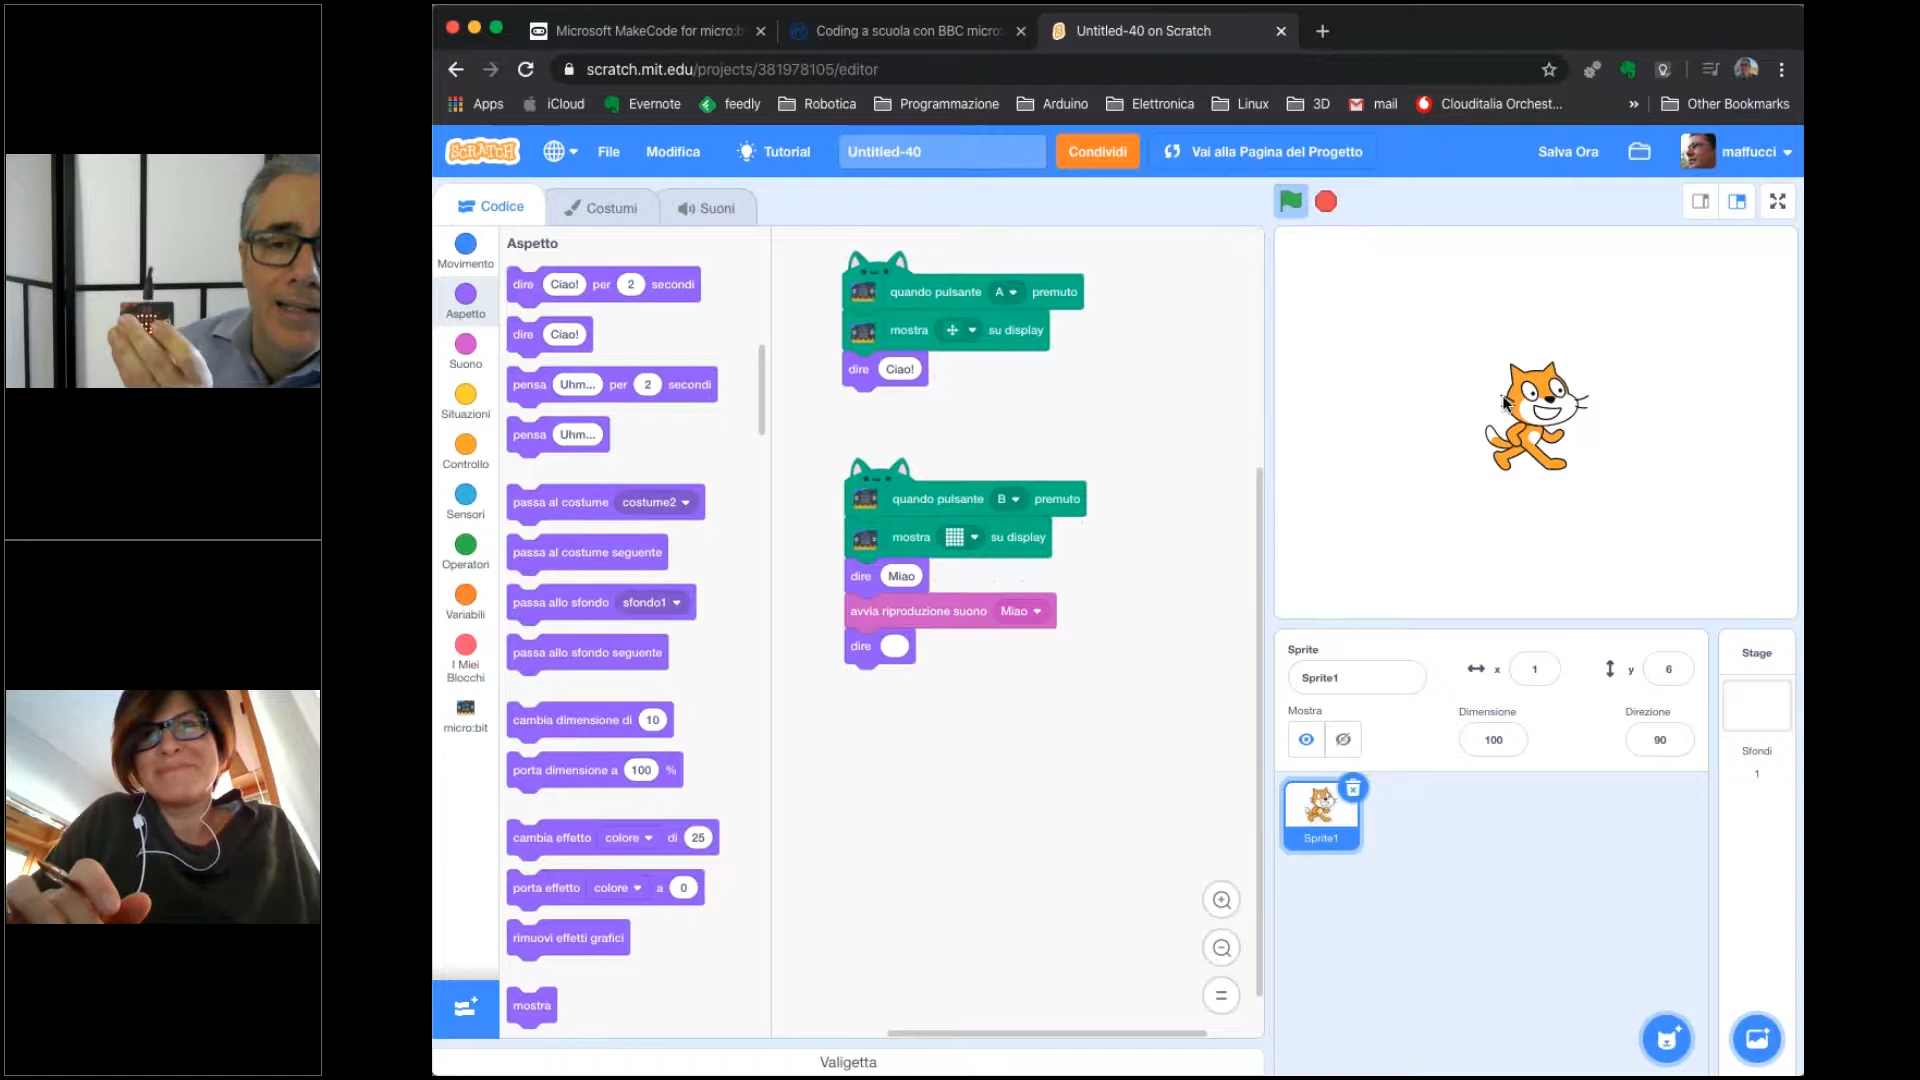 Microsoft MakeCode for micro:b
Coding a scuola con BBC micro:
Untitled-40 on Scratch
scratch.mit.edu/projects/381978105/editor
Apps
iCloud
Evernote
feedly
Robotica
Programmazione
Arduino
Elettronica
Linux
3D
mail
Clouditalia Orchest...
»
Other Bookmarks
SCRATCH
File
Modifica
Tutorial
Untitled-40
Condividi
Vai alla Pagina del Progetto
Salva Ora
maffucci
Codice
Costumi
Suoni
Movimento
Aspetto
Suono
Situazioni
Controllo
Sensori
Operatori
Variabili
I Miei
Blocchi
micro:bit
Aspetto
dire Ciao! per 2 secondi
dire Ciao!
pensa Uhm... per 2 secondi
pensa Uhm...
passa al costume costume2
passa al costume seguente
passa allo sfondo sfondo1
passa allo sfondo seguente
cambia dimensione di 10
porta dimensione a 100 %
cambia effetto colore di 25
porta effetto colore a 0
rimuovi effetti grafici
mostra
quando pulsante A premuto
mostra su display
dire Ciao!
quando pulsante B premuto
mostra su display
dire Miao
avvia riproduzione suono Miao
dire
Valigetta
Sprite
Sprite1
x 1
y 6
Mostra
Dimensione
100
Direzione
90
Sprite1
Stage
Sfondi
1